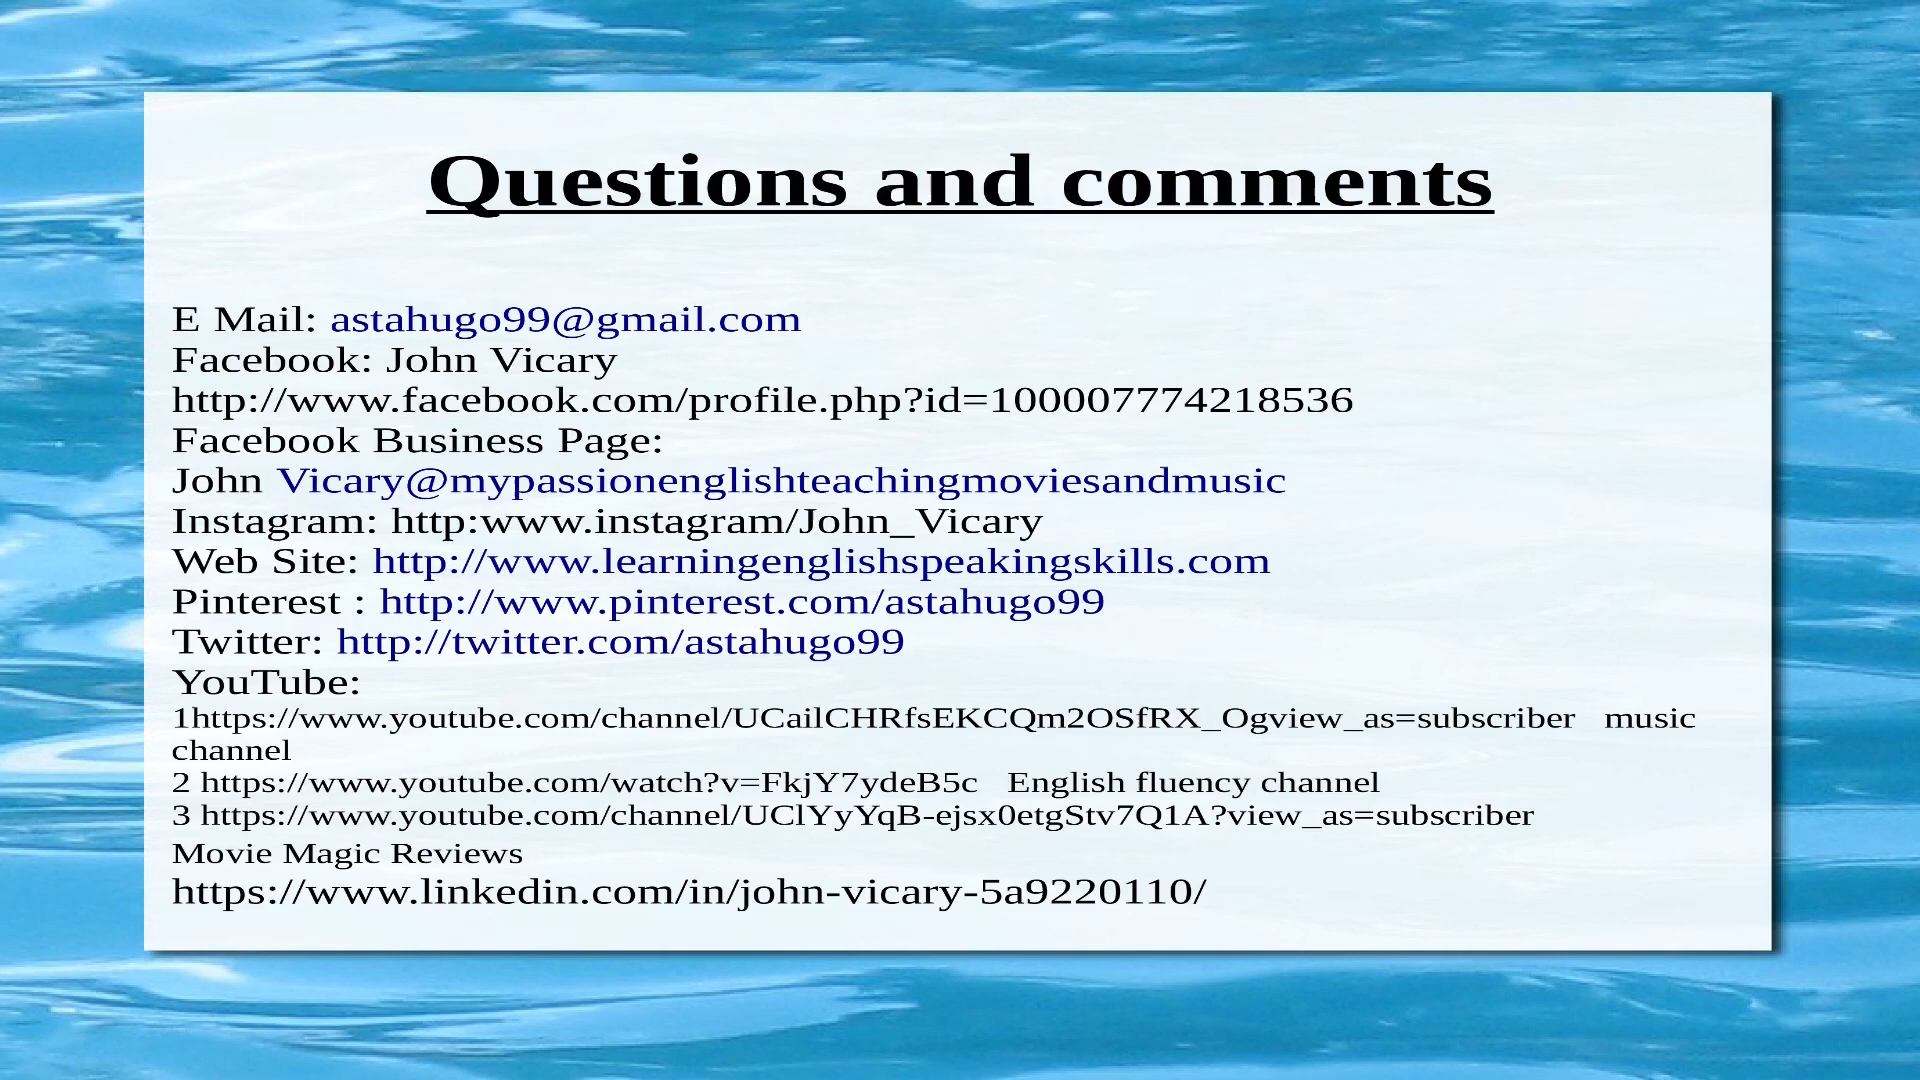 Questions and comments
E Mail: astahugo99@gmail.com
Facebook: John Vicary
http://www.facebook.com/profile.php?id=100007774218536
Facebook Business Page:
John Vicary@mypassionenglishteachingmoviesandmusic
Instagram: http:www.instagram/John_Vicary
Web Site: http://www.learningenglishspeakingskills.com
Pinterest : http://www.pinterest.com/astahugo99
Twitter: http://twitter.com/astahugo99
YouTube:
1https://www.youtube.com/channel/UCailCHRfsEKCQm2OSfRX_Ogview_as=subscriber music
channel
2 https://www.youtube.com/watch?v=FkjY7ydeB5c English fluency channel
3 https://www.youtube.com/channel/UClYyYqB-ejsx0etgStv7Q1A?view_as=subscriber
Movie Magic Reviews
https://www.linkedin.com/in/john-vicary-5a9220110/